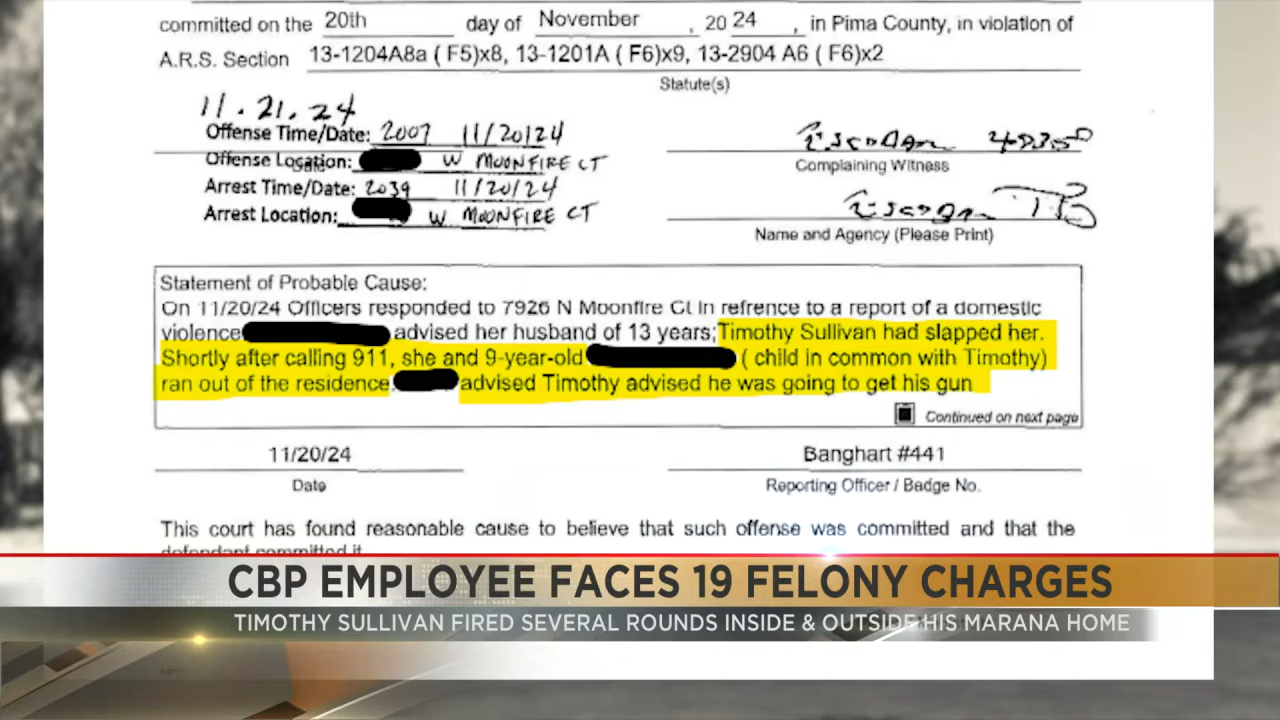 committed on the 20th day of November , 20 24 , in Pima County, in violation of
A.R.S. Section 13-1204A8a ( F5)x8, 13-1201A ( F6)x9, 13-2904 A6 ( F6)x2
Statute(s)
11.21.24
Offense Time/Date: 2007 11/20/24
Offense Location: W MOONFIRE CT
Date
Complaining Witness
Arrest Time/Date: 2039 11/20/24
Arrest Location: W MOONFIRE CT
Name and Agency (Please Print)
Statement of Probable Cause:
On 11/20/24 Officers responded to 7926 N Moonfire Ct in refrence to a report of a domestic
violence advised her husband of 13 years; Timothy Sullivan had slapped her.
Shortly after calling 911, she and 9-year-old ( child in common with Timothy)
ran out of the residence. advised Timothy advised he was going to get his gun
Continued on next page
11/20/24 Banghart #441
Date Reporting Officer / Badge No.
This court has found reasonable cause to believe that such offense was committed and that the
defendant committed it
CBP EMPLOYEE FACES 19 FELONY CHARGES
TIMOTHY SULLIVAN FIRED SEVERAL ROUNDS INSIDE & OUTSIDE HIS MARANA HOME